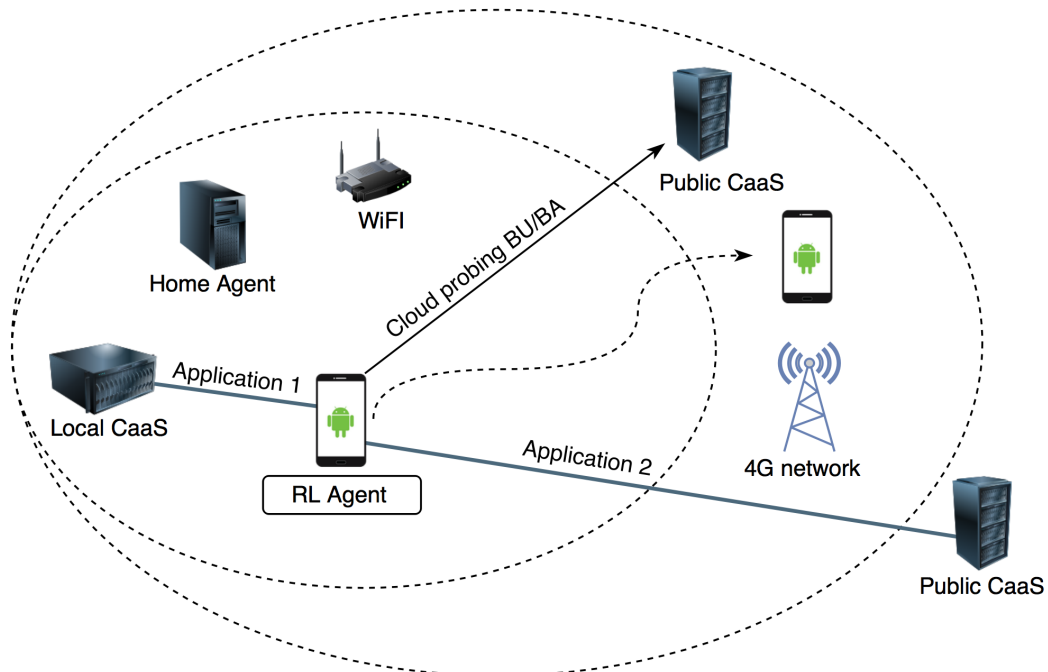 Public CaaS
WiFI
Cloud probing BU/BA
Home Agent
Application 1
Local CaaS
Application 2
4G network
RL Agent
Public CaaS